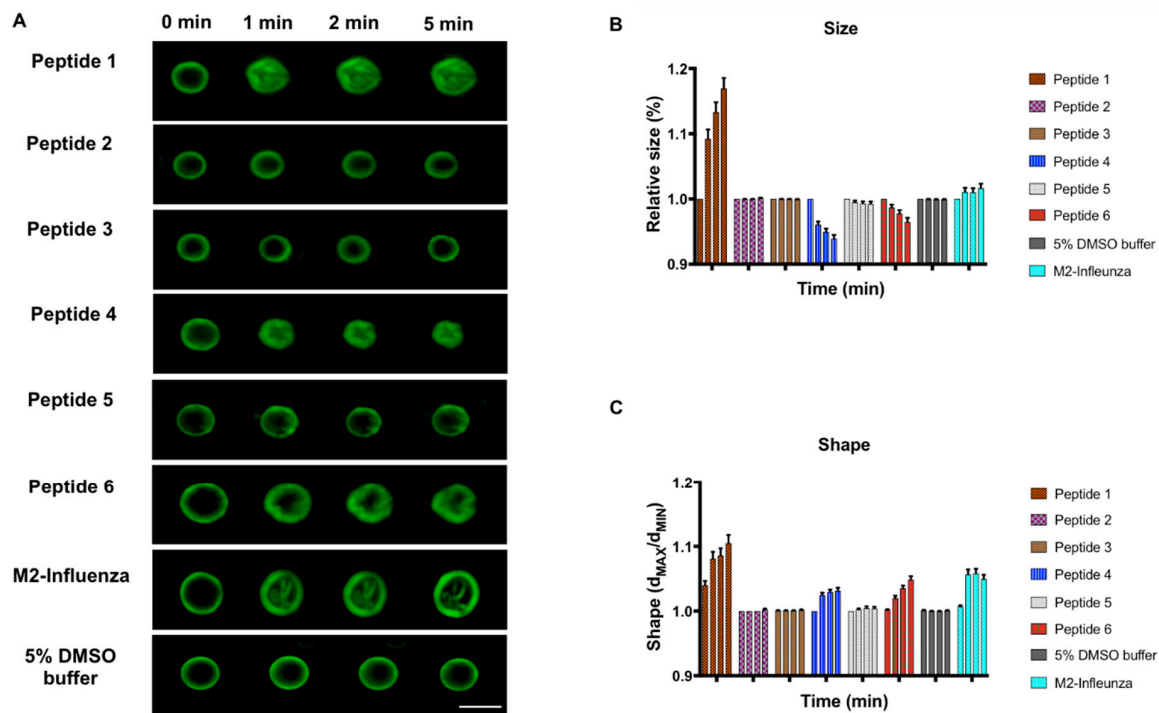 A
0 min 1 min 2 min 5 min
Peptide 1
Peptide 2
Peptide 3
Peptide 4
Peptide 5
Peptide 6
M2-Influenza
5% DMSO
buffer
B
Size
Relative size (%)
1.2
1.1
1.0
0.9
Time (min)
Peptide 1
Peptide 2
Peptide 3
Peptide 4
Peptide 5
Peptide 6
5% DMSO buffer
M2-Infleunza
C
Shape
Shape (dMAX/dMIN)
1.2
1.1
1.0
0.9
Time (min)
Peptide 1
Peptide 2
Peptide 3
Peptide 4
Peptide 5
Peptide 6
5% DMSO buffer
M2-Infleunza